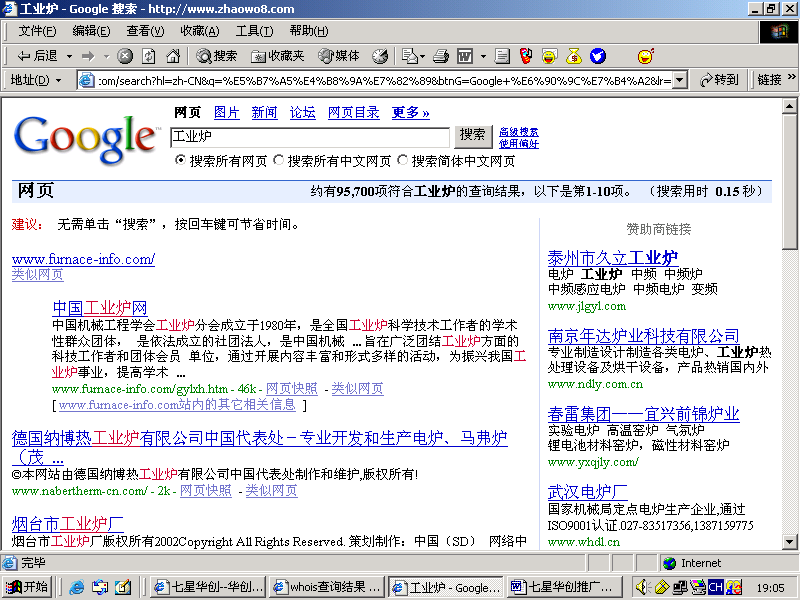 工业炉 - Google 搜索 - http://www.zhaowo8.com
文件(F) 编辑(E) 查看(V) 收藏(A) 工具(T) 帮助(H)
后退 搜索 收藏夹 媒体
地址(D) :om/search?hl=zh-CN&q=%E5%B7%A5%E4%B8%9A%E7%82%89&btnG=Google+%E6%90%9C%E7%B4%A2&lr= 转到 链接 »
Google
网页 图片 新闻 论坛 网页目录 更多 »
工业炉 搜索 高级搜索
使用偏好
搜索所有网页 搜索所有中文网页 搜索简体中文网页
网页 约有95,700项符合工业炉的查询结果，以下是第1-10项。 （搜索用时 0.15 秒）
建议： 无需单击“搜索”，按回车键可节省时间。
www.furnace-info.com/
类似网页
中国工业炉网
中国机械工程学会工业炉分会成立于1980年，是全国工业炉科学技术工作者的学术
性群众团体， 是依法成立的社团法人，是中国机械 ... 旨在广泛团结工业炉方面的
科技工作者和团体会员 单位，通过开展内容丰富和形式多样的活动，为振兴我国工
业炉事业，提高学术 ...
www.furnace-info.com/gylxh.htm - 46k - 网页快照 - 类似网页
[ www.furnace-info.com站内的其它相关信息 ]
德国纳博热工业炉有限公司中国代表处－专业开发和生产电炉、马弗炉
（茂 ...
©本网站由德国纳博热工业炉有限公司中国代表处制作和维护,版权所有!
www.nabertherm-cn.com/ - 2k - 网页快照 - 类似网页
烟台市工业炉厂
烟台市工业炉厂版权所有2002Copyright All Rights Reserved. 策划制作：中国（SD） 网络中
赞助商链接
泰州市久立工业炉
电炉 工业炉 中频 中频炉
中频感应电炉 中频电炉 变频
www.jlgyl.com
南京年达炉业科技有限公司
专业制造设计制造各类电炉、工业炉热
处理设备及烘干设备，产品热销国内外
www.ndly.com.cn
春雷集团一一宜兴前锦炉业
实验电炉 高温窑炉 气氛炉
锂电池材料窑炉，磁性材料窑炉
www.yxqjly.com/
武汉电炉厂
国家机械局定点电炉生产企业,通过
ISO9001认证.027-83517356,1387159775
www.whdl.cn
完毕 Internet
开始 七星华创--华创... whois查询结果 ... 工业炉 - Google... 七星华创推广... CH 19:05